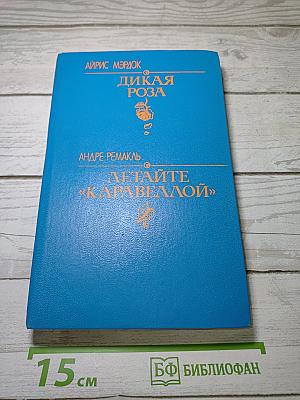 АЙРИС МЭРДОК
ДИКАЯ
РОЗА
АНДРЕ РЕМАКЛЬ
ЛЕТАЙТЕ
«КАРАВЕЛЛОЙ»
15 см
БФ БИБЛИОФАН